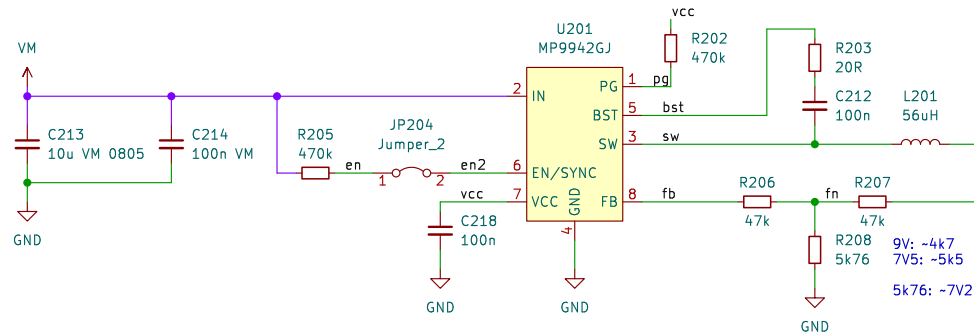 VM
C213
10u VM 0805
GND
C214
100n VM
R205
470k
en
JP204
Jumper_2
1
2
en2
vcc
C218
100n
GND
U201
MP9942GJ
2
IN
6
EN/SYNC
7
VCC
GND
4
GND
PG
1
BST
5
SW
3
FB
8
vcc
R202
470k
pg
bst
sw
fb
R203
20R
C212
100n
L201
56uH
R206
47k
fn
R207
47k
R208
5k76
GND
9V: ~4k7
7V5: ~5k5
5k76: ~7V2